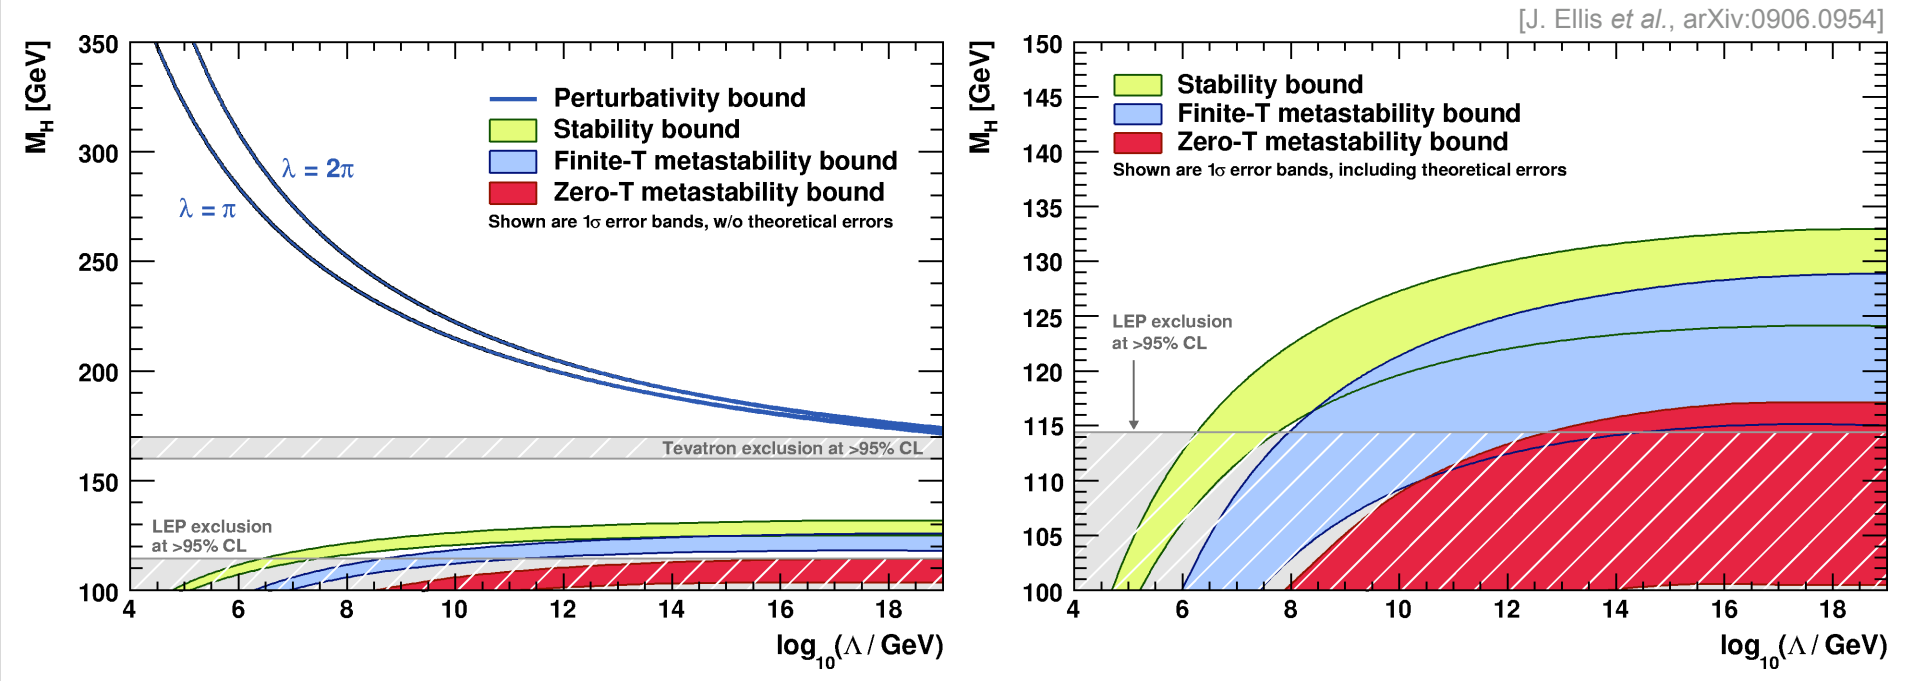 [J. Ellis et al., arXiv:0906.0954]
M_H [GeV]
350
300
250
200
150
100
Perturbativity bound
Stability bound
Finite-T metastability bound
Zero-T metastability bound
Shown are 1σ error bands, w/o theoretical errors
λ = 2π
λ = π
Tevatron exclusion at >95% CL
LEP exclusion
at >95% CL
4 6 8 10 12 14 16 18
log₁₀(Λ / GeV)
M_H [GeV]
150
145
140
135
130
125
120
115
110
105
100
Stability bound
Finite-T metastability bound
Zero-T metastability bound
Shown are 1σ error bands, including theoretical errors
LEP exclusion
at >95% CL
4 6 8 10 12 14 16 18
log₁₀(Λ / GeV)